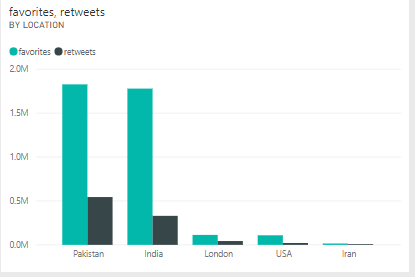 favorites, retweets
BY LOCATION
favorites retweets
2.0M
1.5M
1.0M
0.5M
0.0M
Pakistan India London USA Iran